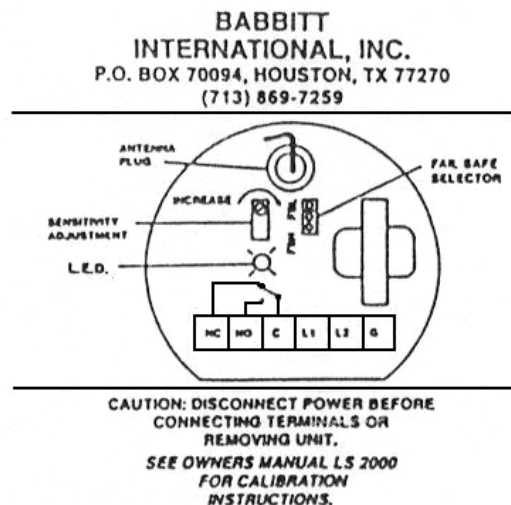 BABBITT
INTERNATIONAL, INC.
P.O. BOX 70094, HOUSTON, TX 77270
(713) 869-7259
ANTENNA
PLUG
FAIL SAFE
SELECTOR
INCREASE
FSL
FSH
SENSITIVITY
ADJUSTMENT
L.E.D.
NC NO C L1 L2 G
CAUTION: DISCONNECT POWER BEFORE
CONNECTING TERMINALS OR
REMOVING UNIT.
SEE OWNERS MANUAL LS 2000
FOR CALIBRATION
INSTRUCTIONS.